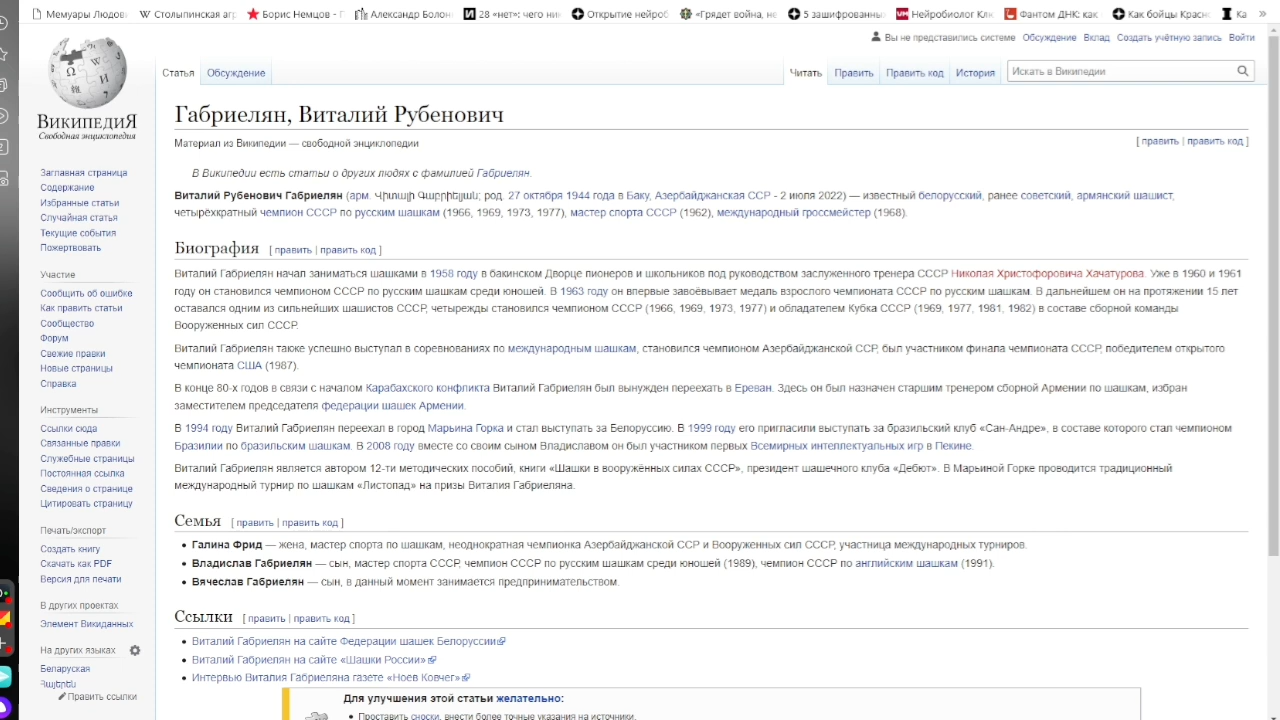 Мемуары Людов
Столыпинская агр
Борис Немцов - Г
Александр Болон
28 «нет»: чего ни
Открытие нейроб
«Грядет война, не
5 зашифрованны
Нейробиолог Кл
Фантом ДНК: как
Как бойцы Красн
Ка
»
Вы не представились системе Обсуждение Вклад Создать учётную запись Войти
Статья Обсуждение Читать Править Править код История Искать в Википедии
ВикипедиЯ
Свободная энциклопедия
Заглавная страница
Содержание
Избранные статьи
Случайная статья
Текущие события
Пожертвовать
Участие
Сообщить об ошибке
Как править статьи
Сообщество
Форум
Свежие правки
Новые страницы
Справка
Инструменты
Ссылки сюда
Связанные правки
Служебные страницы
Постоянная ссылка
Сведения о странице
Цитировать страницу
Печать/экспорт
Создать книгу
Скачать как PDF
Версия для печати
В других проектах
Элемент Викиданных
На других языках
Беларуская
Հայերեն
Править ссылки
Габриелян, Виталий Рубенович
Материал из Википедии — свободной энциклопедии [ править | править код ]
В Википедии есть статьи о других людях с фамилией Габриелян.
Виталий Рубенович Габриелян (арм. Վիտալի Գաբրիելյան; род. 27 октября 1944 года в Баку, Азербайджанская ССР - 2 июля 2022) — известный белорусский, ранее советский, армянский шашист,
четырёхкратный чемпион СССР по русским шашкам (1966, 1969, 1973, 1977), мастер спорта СССР (1962), международный гроссмейстер (1968).
Биография [ править | править код ]
Виталий Габриелян начал заниматься шашками в 1958 году в бакинском Дворце пионеров и школьников под руководством заслуженного тренера СССР Николая Христофоровича Хачатурова. Уже в 1960 и 1961
году он становился чемпионом СССР по русским шашкам среди юношей. В 1963 году он впервые завоёвывает медаль взрослого чемпионата СССР по русским шашкам. В дальнейшем он на протяжении 15 лет
оставался одним из сильнейших шашистов СССР, четырежды становился чемпионом СССР (1966, 1969, 1973, 1977) и обладателем Кубка СССР (1969, 1977, 1981, 1982) в составе сборной команды
Вооруженных сил СССР.
Виталий Габриелян также успешно выступал в соревнованиях по международным шашкам, становился чемпионом Азербайджанской ССР, был участником финала чемпионата СССР, победителем открытого
чемпионата США (1987).
В конце 80-х годов в связи с началом Карабахского конфликта Виталий Габриелян был вынужден переехать в Ереван. Здесь он был назначен старшим тренером сборной Армении по шашкам, избран
заместителем председателя федерации шашек Армении.
В 1994 году Виталий Габриелян переехал в город Марьина Горка и стал выступать за Белоруссию. В 1999 году его пригласили выступать за бразильский клуб «Сан-Андре», в составе которого стал чемпионом
Бразилии по бразильским шашкам. В 2008 году вместе со своим сыном Владиславом он был участником первых Всемирных интеллектуальных игр в Пекине.
Виталий Габриелян является автором 12-ти методических пособий, книги «Шашки в вооружённых силах СССР», президент шашечного клуба «Дебют». В Марьиной Горке проводится традиционный
международный турнир по шашкам «Листопад» на призы Виталия Габриеляна.
Семья [ править | править код ]
• Галина Фрид — жена, мастер спорта по шашкам, неоднократная чемпионка Азербайджанской ССР и Вооруженных сил СССР, участница международных турниров.
• Владислав Габриелян — сын, мастер спорта СССР, чемпион СССР по русским шашкам среди юношей (1989), чемпион СССР по английским шашкам (1991).
• Вячеслав Габриелян — сын, в данный момент занимается предпринимательством.
Ссылки [ править | править код ]
• Виталий Габриелян на сайте Федерации шашек Белоруссии
• Виталий Габриелян на сайте «Шашки России»
• Интервью Виталия Габриеляна газете «Ноев Ковчег»
Для улучшения этой статьи желательно:
• Проставить сноски, внести более точные указания на источники.